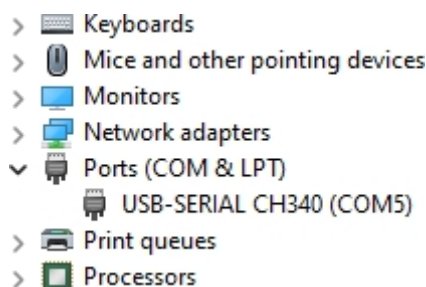 Keyboards
Mice and other pointing devices
Monitors
Network adapters
Ports (COM & LPT)
USB-SERIAL CH340 (COM5)
Print queues
Processors